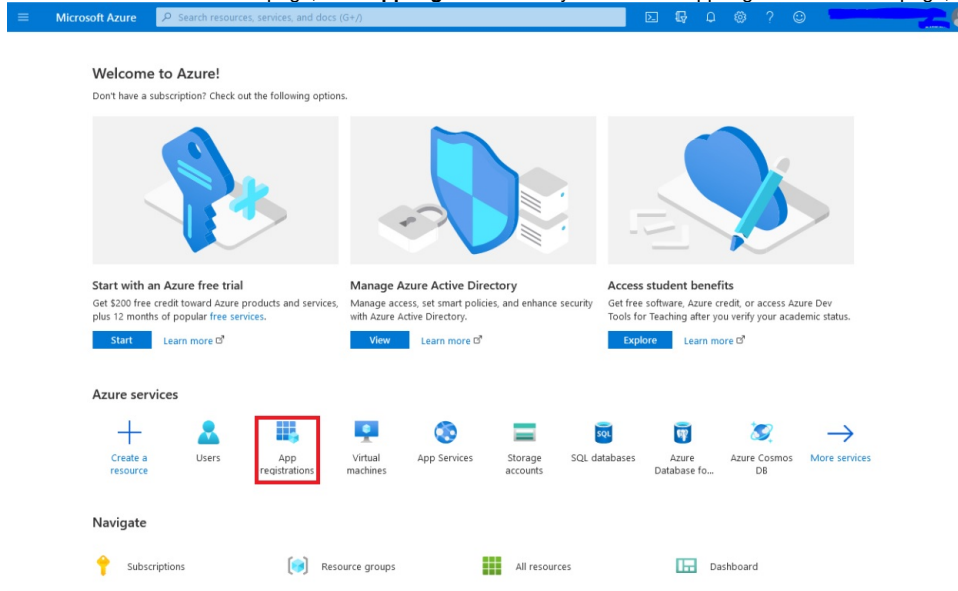 Microsoft Azure
Search resources, services, and docs (G+/)
Welcome to Azure!
Don't have a subscription? Check out the following options.
Start with an Azure free trial
Get $200 free credit toward Azure products and services,
plus 12 months of popular free services.
Start
Learn more
Manage Azure Active Directory
Manage access, set smart policies, and enhance security
with Azure Active Directory.
View
Learn more
Access student benefits
Get free software, Azure credit, or access Azure Dev
Tools for Teaching after you verify your academic status.
Explore
Learn more
Azure services
Create a
resource
Users
App
registrations
Virtual
machines
App Services
Storage
accounts
SQL
SQL databases
Azure
Database fo...
Azure Cosmos
DB
More services
Navigate
Subscriptions
Resource groups
All resources
Dashboard